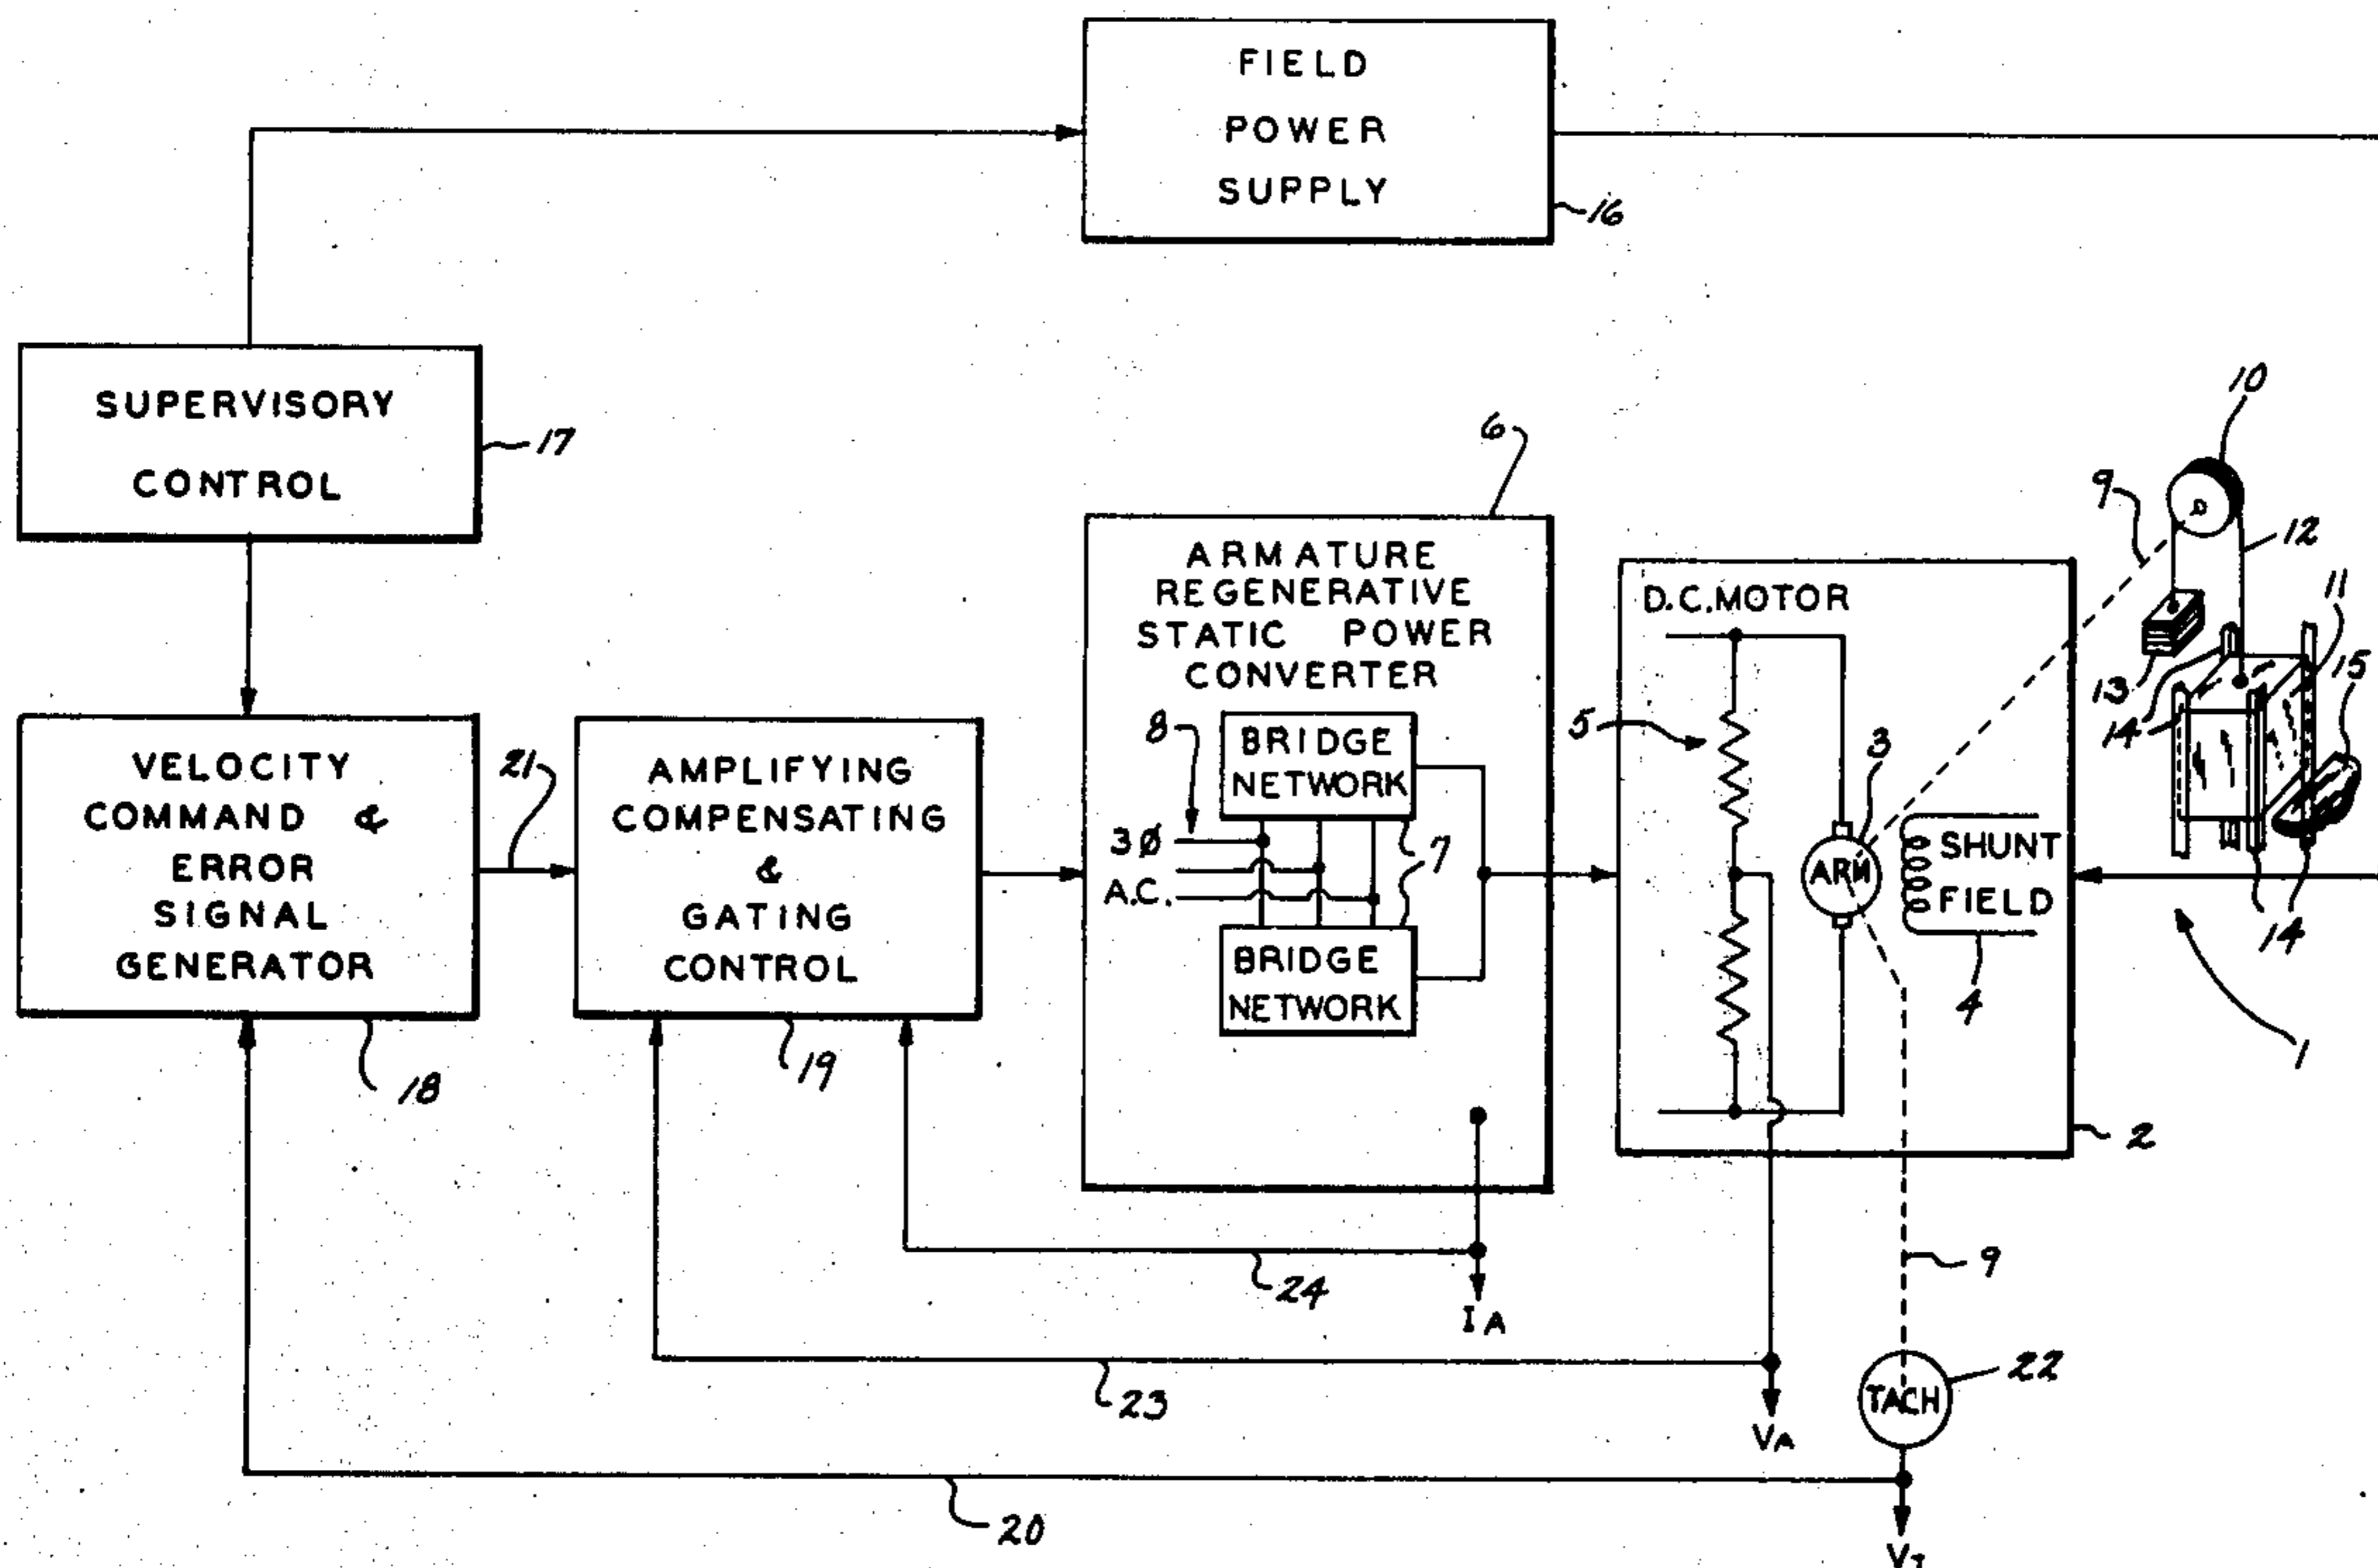 FIELD
POWER
SUPPLY
16
SUPERVISORY
CONTROL
17
VELOCITY
COMMAND &
ERROR
SIGNAL
GENERATOR
18
21
AMPLIFYING
COMPENSATING
&
GATING
CONTROL
19
6
ARMATURE
REGENERATIVE
STATIC POWER
CONVERTER
8
BRIDGE
NETWORK
3Ø
A.C.
7
BRIDGE
NETWORK
D.C. MOTOR
5
3
ARM
SHUNT
FIELD
4
2
10
D
9
12
11
13
14
15
14
1
24
IA
9
23
VA
TACH
22
20